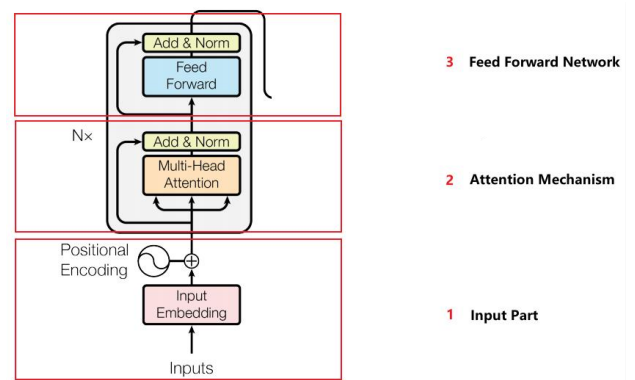 Add & Norm
Feed
Forward
3 Feed Forward Network
N×
Add & Norm
Multi-Head
Attention
2 Attention Mechanism
Positional
Encoding
Input
Embedding
1 Input Part
Inputs